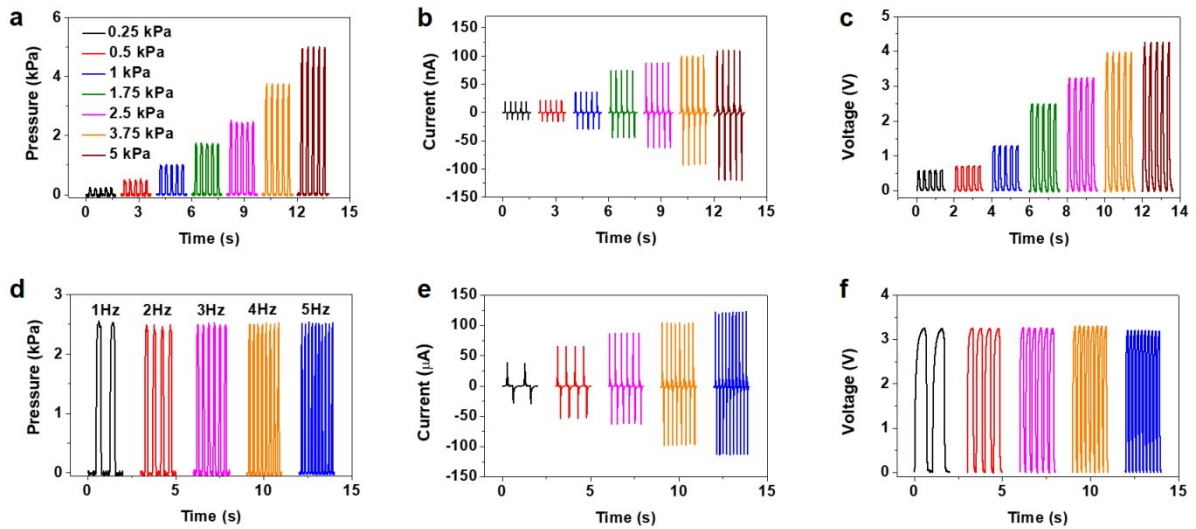 a
Pressure (kPa)
6
4
2
0
0.25 kPa
0.5 kPa
1 kPa
1.75 kPa
2.5 kPa
3.75 kPa
5 kPa
0 3 6 9 12 15
Time (s)
b
Current (nA)
150
100
50
0
-50
-100
-150
0 3 6 9 12 15
Time (s)
c
Voltage (V)
5
4
3
2
1
0
0 2 4 6 8 10 12 14
Time (s)
d
Pressure (kPa)
3
2
1
0
1Hz 2Hz 3Hz 4Hz 5Hz
0 5 10 15
Time (s)
e
Current (μA)
150
100
50
0
-50
-100
-150
0 5 10 15
Time (s)
f
Voltage (V)
4
3
2
1
0
0 5 10 15
Time (s)